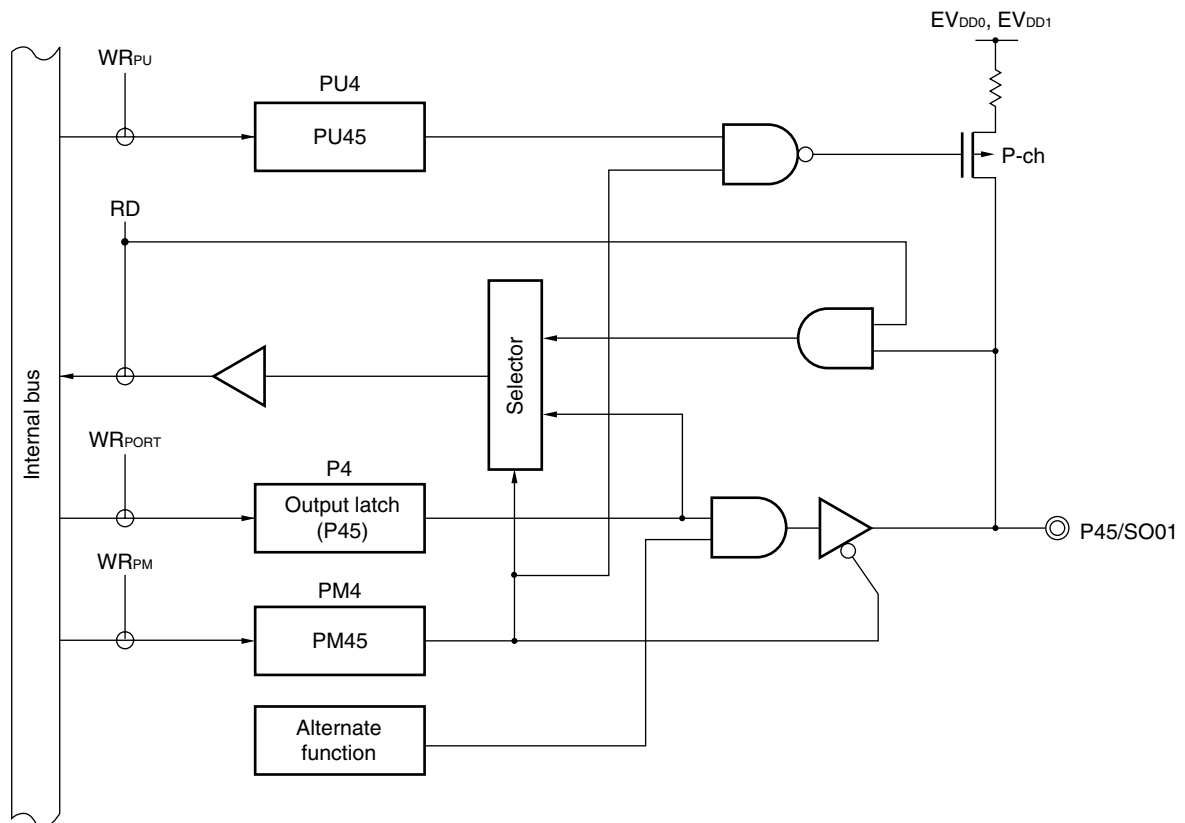 EVDD0, EVDD1
WRPU
PU4
PU45
P-ch
RD
Selector
Internal bus
WRPORT
P4
Output latch
(P45)
P45/SO01
WRPM
PM4
PM45
Alternate
function